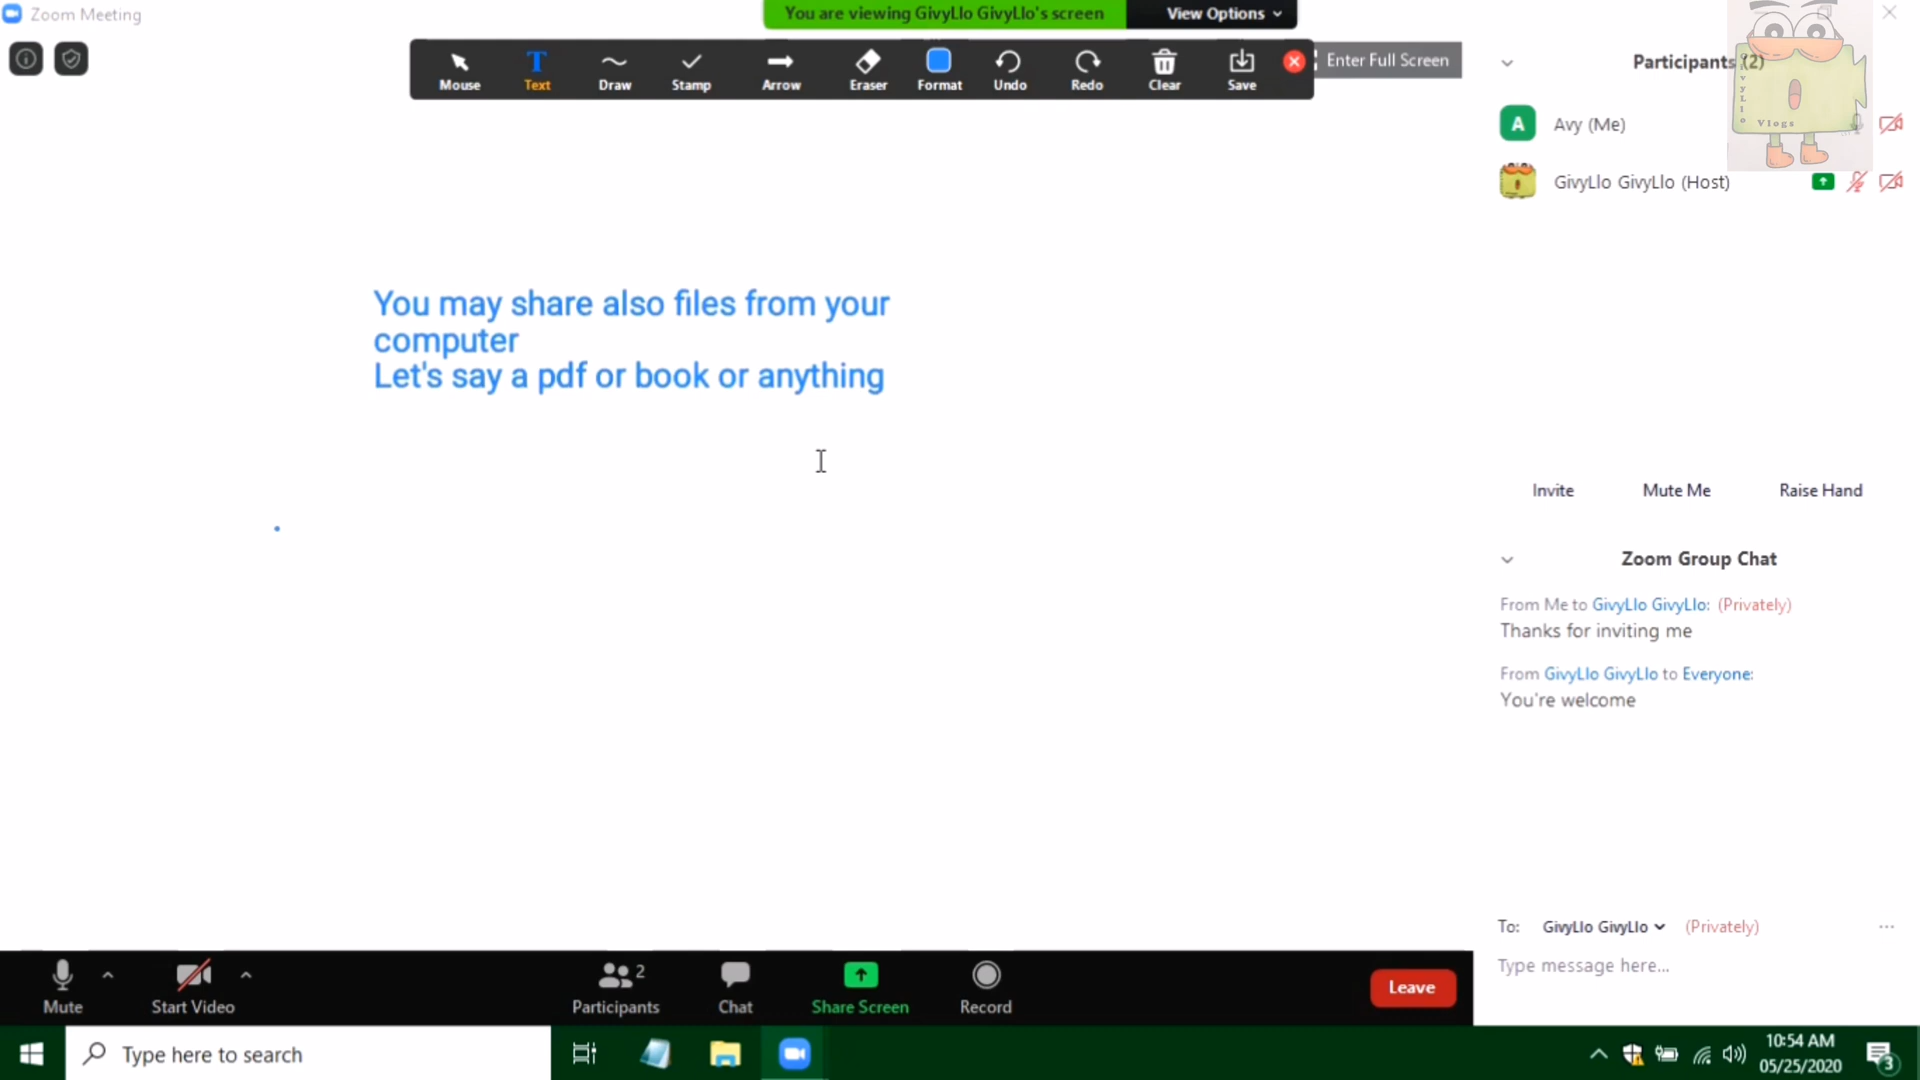 Zoom Meeting
You are viewing GivyLlo GivyLlo's screen
View Options
Mouse
Text
Draw
Stamp
Arrow
Eraser
Format
Undo
Redo
Clear
Save
Enter Full Screen
Participants (2)
GivyLlo
Vlogs
A
Avy (Me)
GivyLlo GivyLlo (Host)
You may share also files from your
computer
Let's say a pdf or book or anything
Invite
Mute Me
Raise Hand
Zoom Group Chat
From Me to GivyLlo GivyLlo: (Privately)
Thanks for inviting me
From GivyLlo GivyLlo to Everyone:
You're welcome
To: GivyLlo GivyLlo (Privately)
...
Type message here...
Mute
Start Video
2
Participants
Chat
Share Screen
Record
Leave
Type here to search
10:54 AM
05/25/2020
3